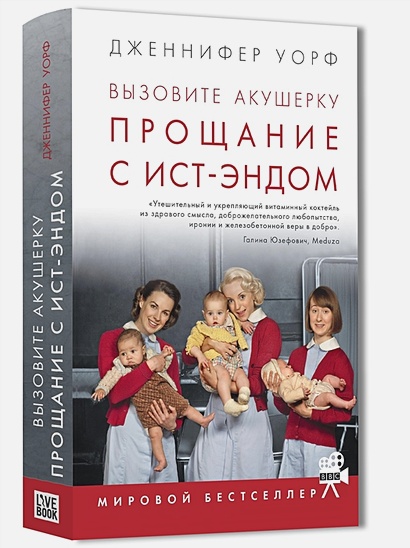 ДЖЕННИФЕР УОРФ
ВЫЗОВИТЕ АКУШЕРКУ
ПРОЩАНИЕ
С ИСТ-ЭНДОМ
«Утешительный и укрепляющий витаминный коктейль
из здравого смысла, доброжелательного любопытства,
иронии и железобетонной веры в добро».
Галина Юзефович, Meduza
BBC
МИРОВОЙ БЕСТСЕЛЛЕР
ВЫЗОВИТЕ АКУШЕРКУ
ДЖЕННИФЕР УОРФ
ПРОЩАНИЕ С ИСТ-ЭНДОМ
LIVE
BOOK